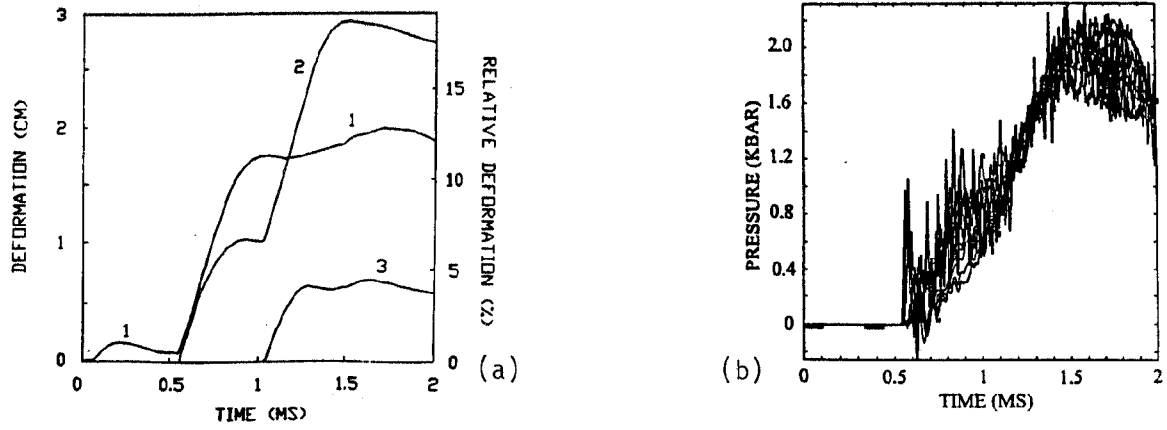 3
2
1
0
DEFORMATION (CM)
1
2
1
3
15
10
5
0
RELATIVE DEFORMATION (%)
0 0.5 1 1.5 2
TIME (MS)
(a)
2.0
1.6
1.2
0.8
0.4
0
PRESSURE (KBAR)
0 0.5 1 1.5 2
TIME (MS)
(b)